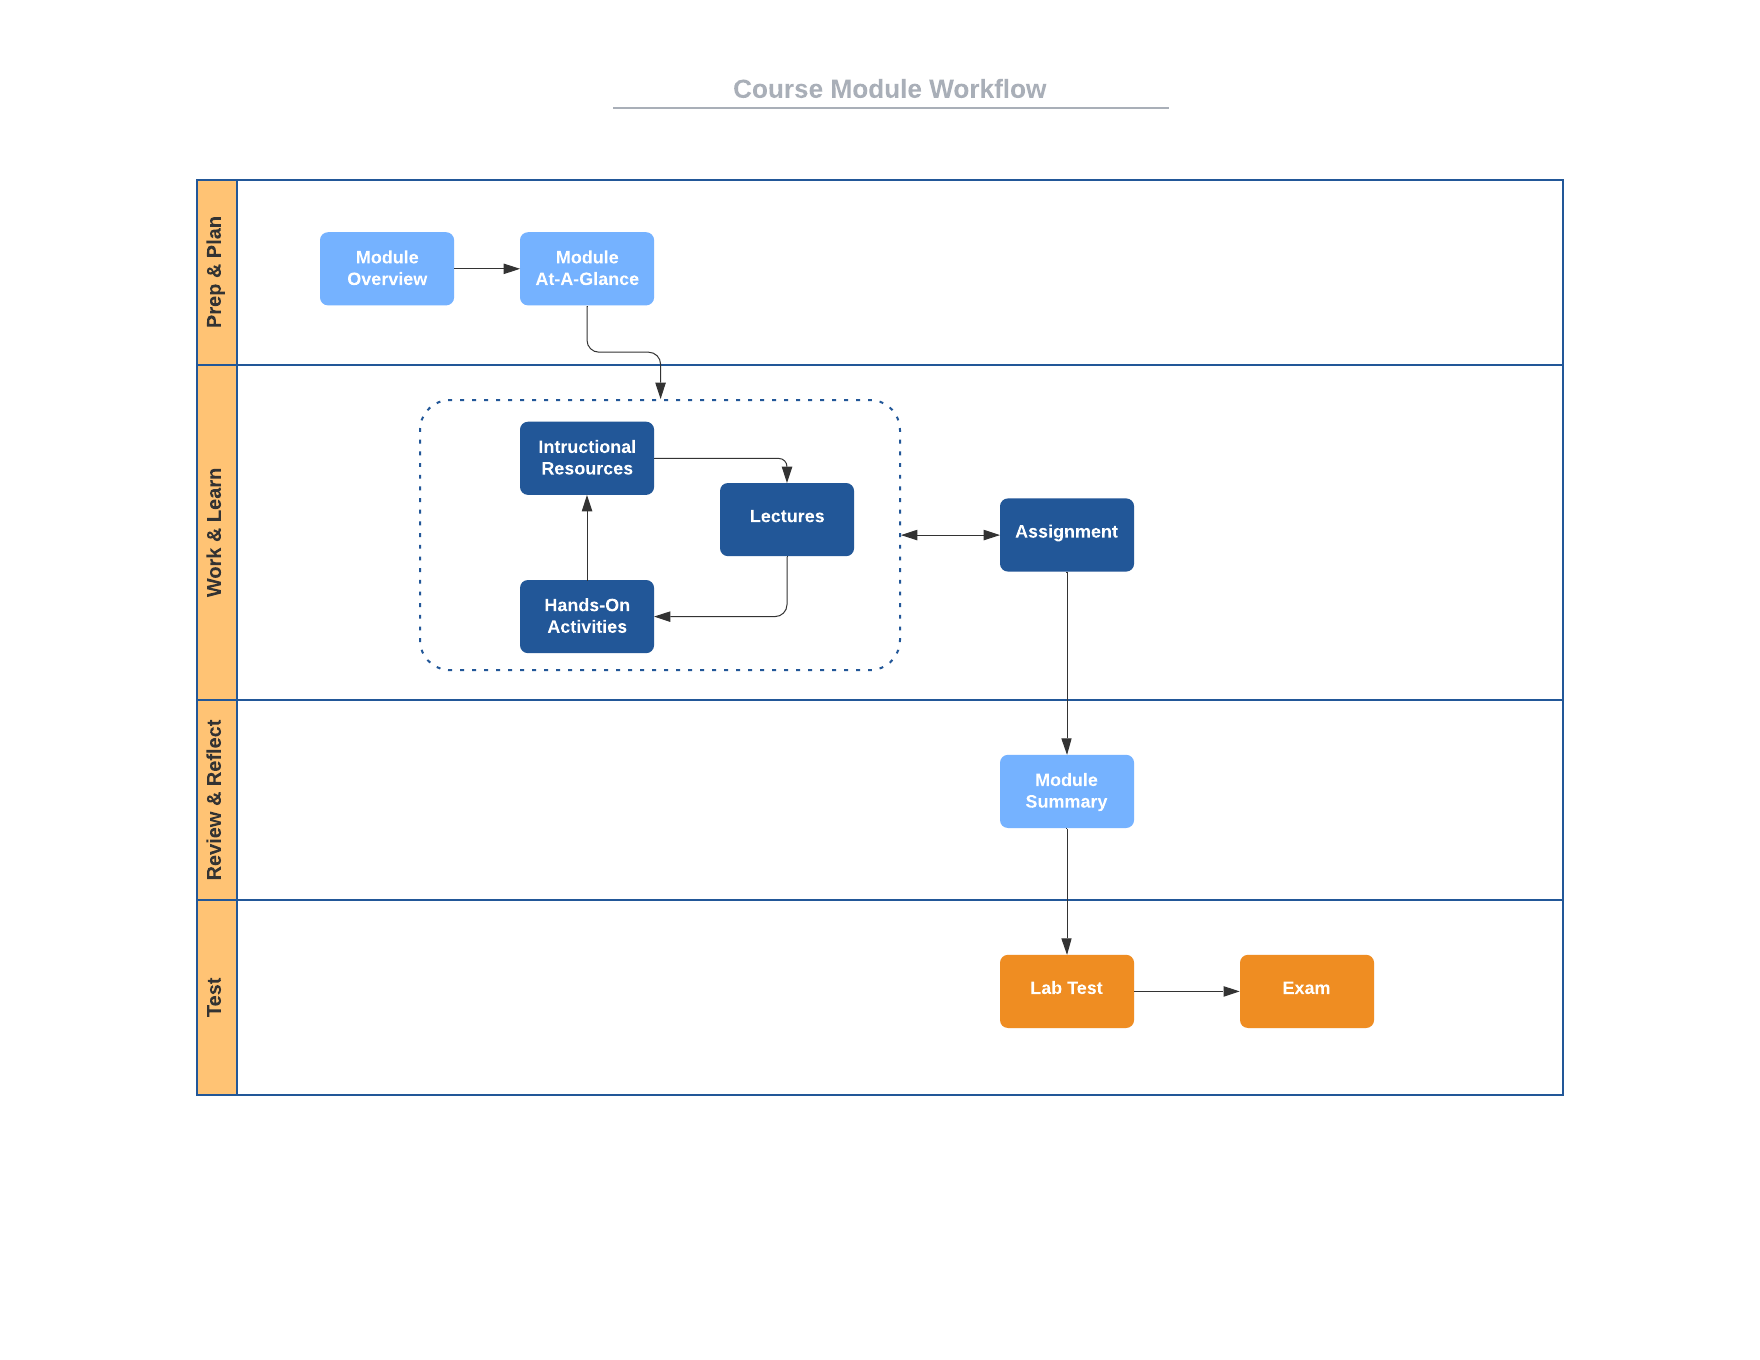 Course Module Workflow
Prep & Plan
Module
Overview
Module
At-A-Glance
Work & Learn
Intructional
Resources
Lectures
Hands-On
Activities
Assignment
Review & Reflect
Module
Summary
Test
Lab Test
Exam